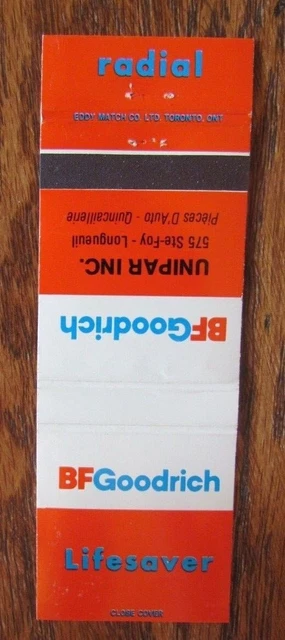 radial
EDDY MATCH CO. LTD. TORONTO, ONT.
UNIPAR INC.
575 Ste-Foy - Longueuil
Pièces D'Auto - Quincaillerie
BFGoodrich
BFGoodrich
Lifesaver
CLOSE COVER